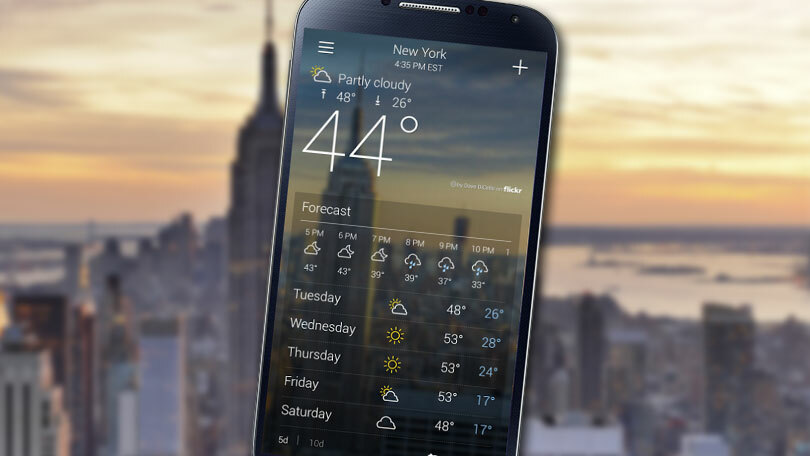 New York
4:35 PM EST
Partly cloudy
48° 26°
44°
by Dave DiCello on flickr
Forecast
5 PM 6 PM 7 PM 8 PM 9 PM 10 PM 1
43° 43° 39° 39° 37° 33°
Tuesday 48° 26°
Wednesday 53° 28°
Thursday 53° 24°
Friday 53° 17°
Saturday 48° 17°
5d | 10d